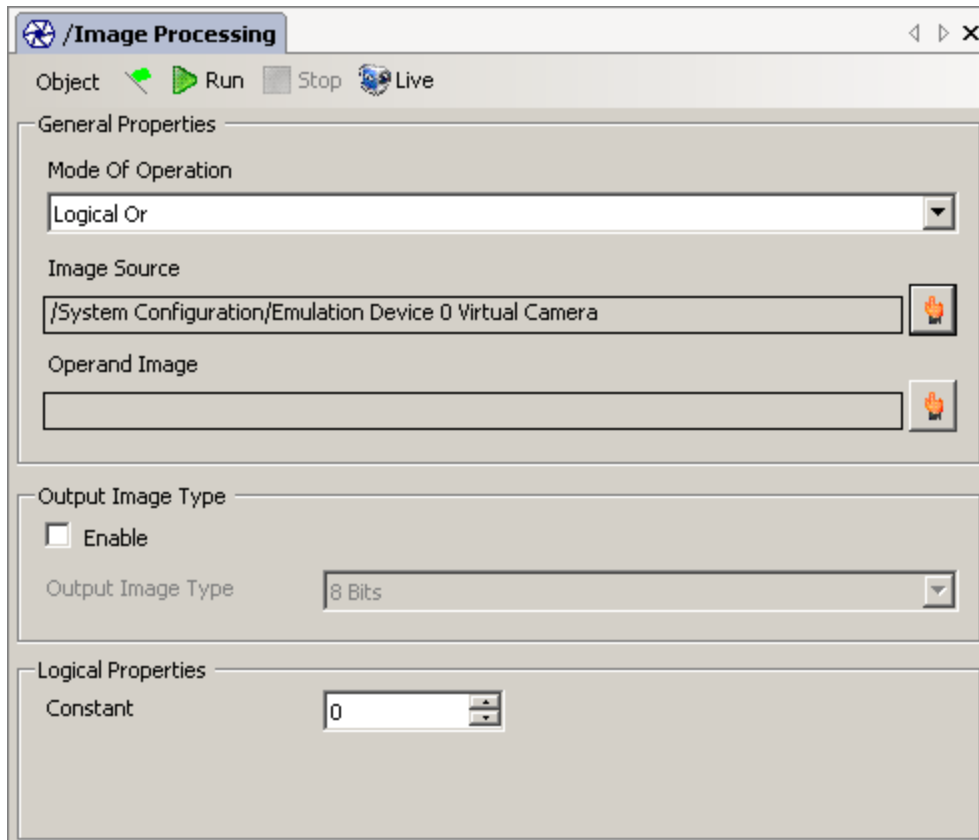 /Image Processing
Object Run Stop Live
General Properties
Mode Of Operation
Logical Or
Image Source
/System Configuration/Emulation Device 0 Virtual Camera
Operand Image
Output Image Type
Enable
Output Image Type 8 Bits
Logical Properties
Constant 0